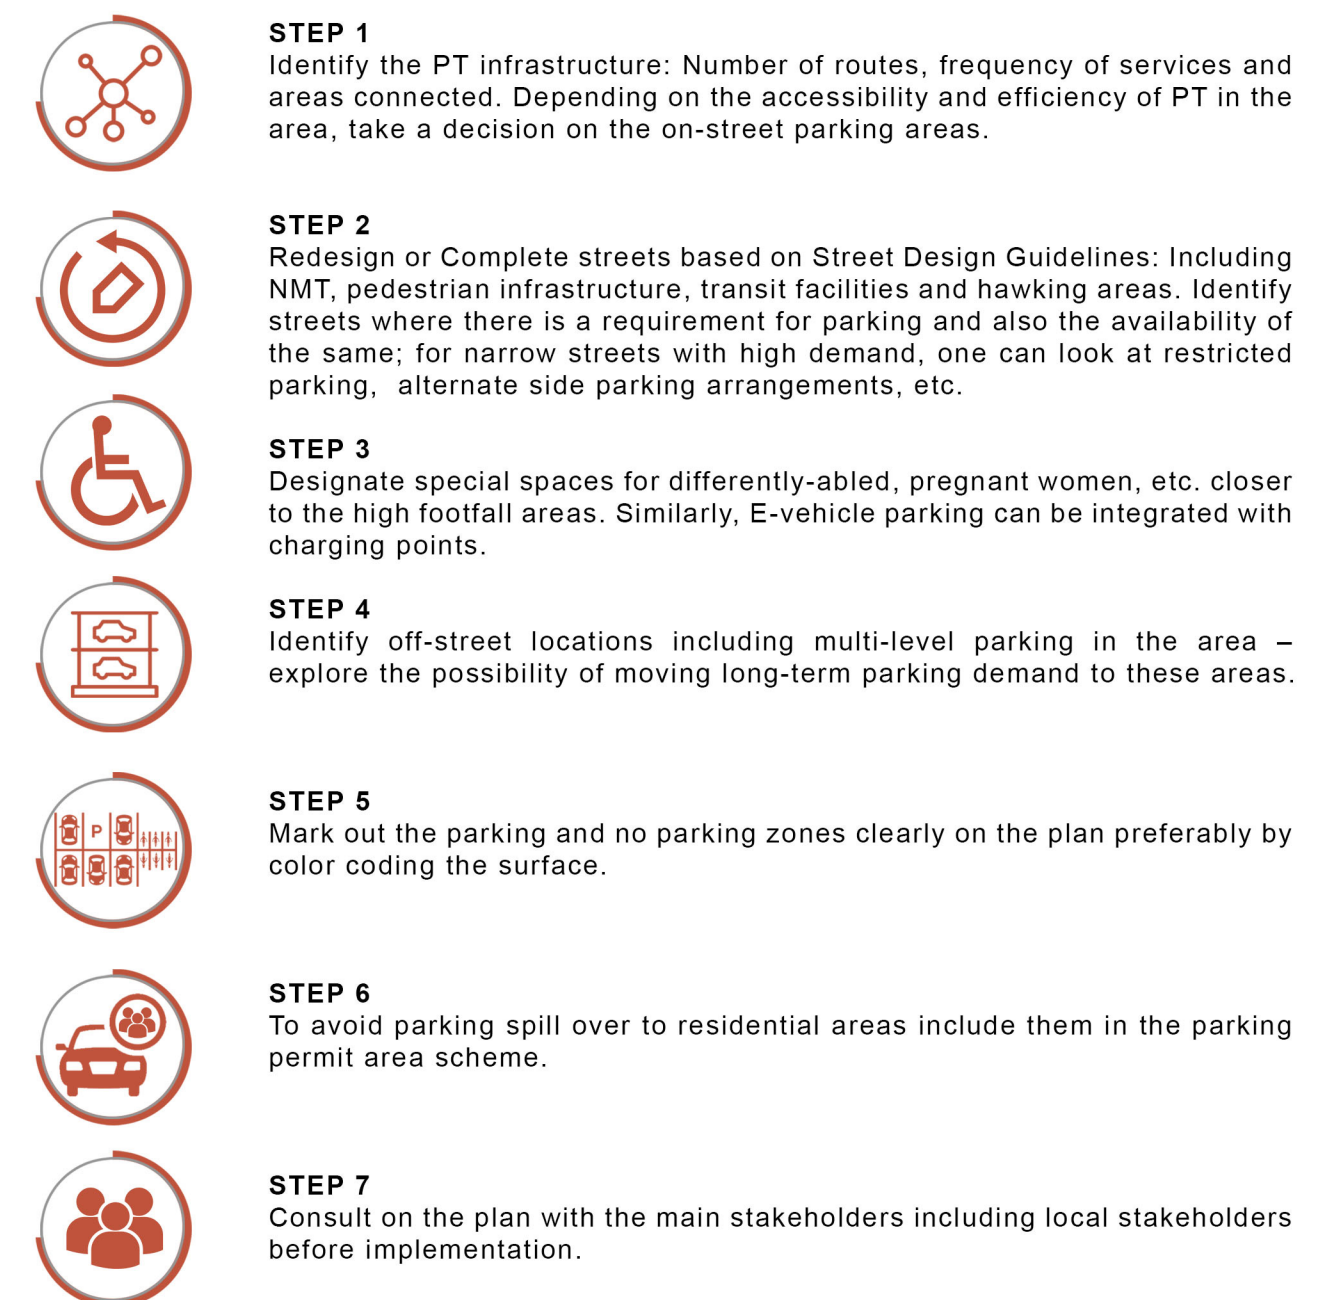 STEP 1
Identify the PT infrastructure: Number of routes, frequency of services and
areas connected. Depending on the accessibility and efficiency of PT in the
area, take a decision on the on-street parking areas.
STEP 2
Redesign or Complete streets based on Street Design Guidelines: Including
NMT, pedestrian infrastructure, transit facilities and hawking areas. Identify
streets where there is a requirement for parking and also the availability of
the same; for narrow streets with high demand, one can look at restricted
parking,  alternate side parking arrangements, etc.
STEP 3
Designate special spaces for differently-abled, pregnant women, etc. closer
to the high footfall areas. Similarly, E-vehicle parking can be integrated with
charging points.
STEP 4
Identify off-street locations including multi-level parking in the area –
explore the possibility of moving long-term parking demand to these areas.
P
STEP 5
Mark out the parking and no parking zones clearly on the plan preferably by
color coding the surface.
STEP 6
To avoid parking spill over to residential areas include them in the parking
permit area scheme.
STEP 7
Consult on the plan with the main stakeholders including local stakeholders
before implementation.